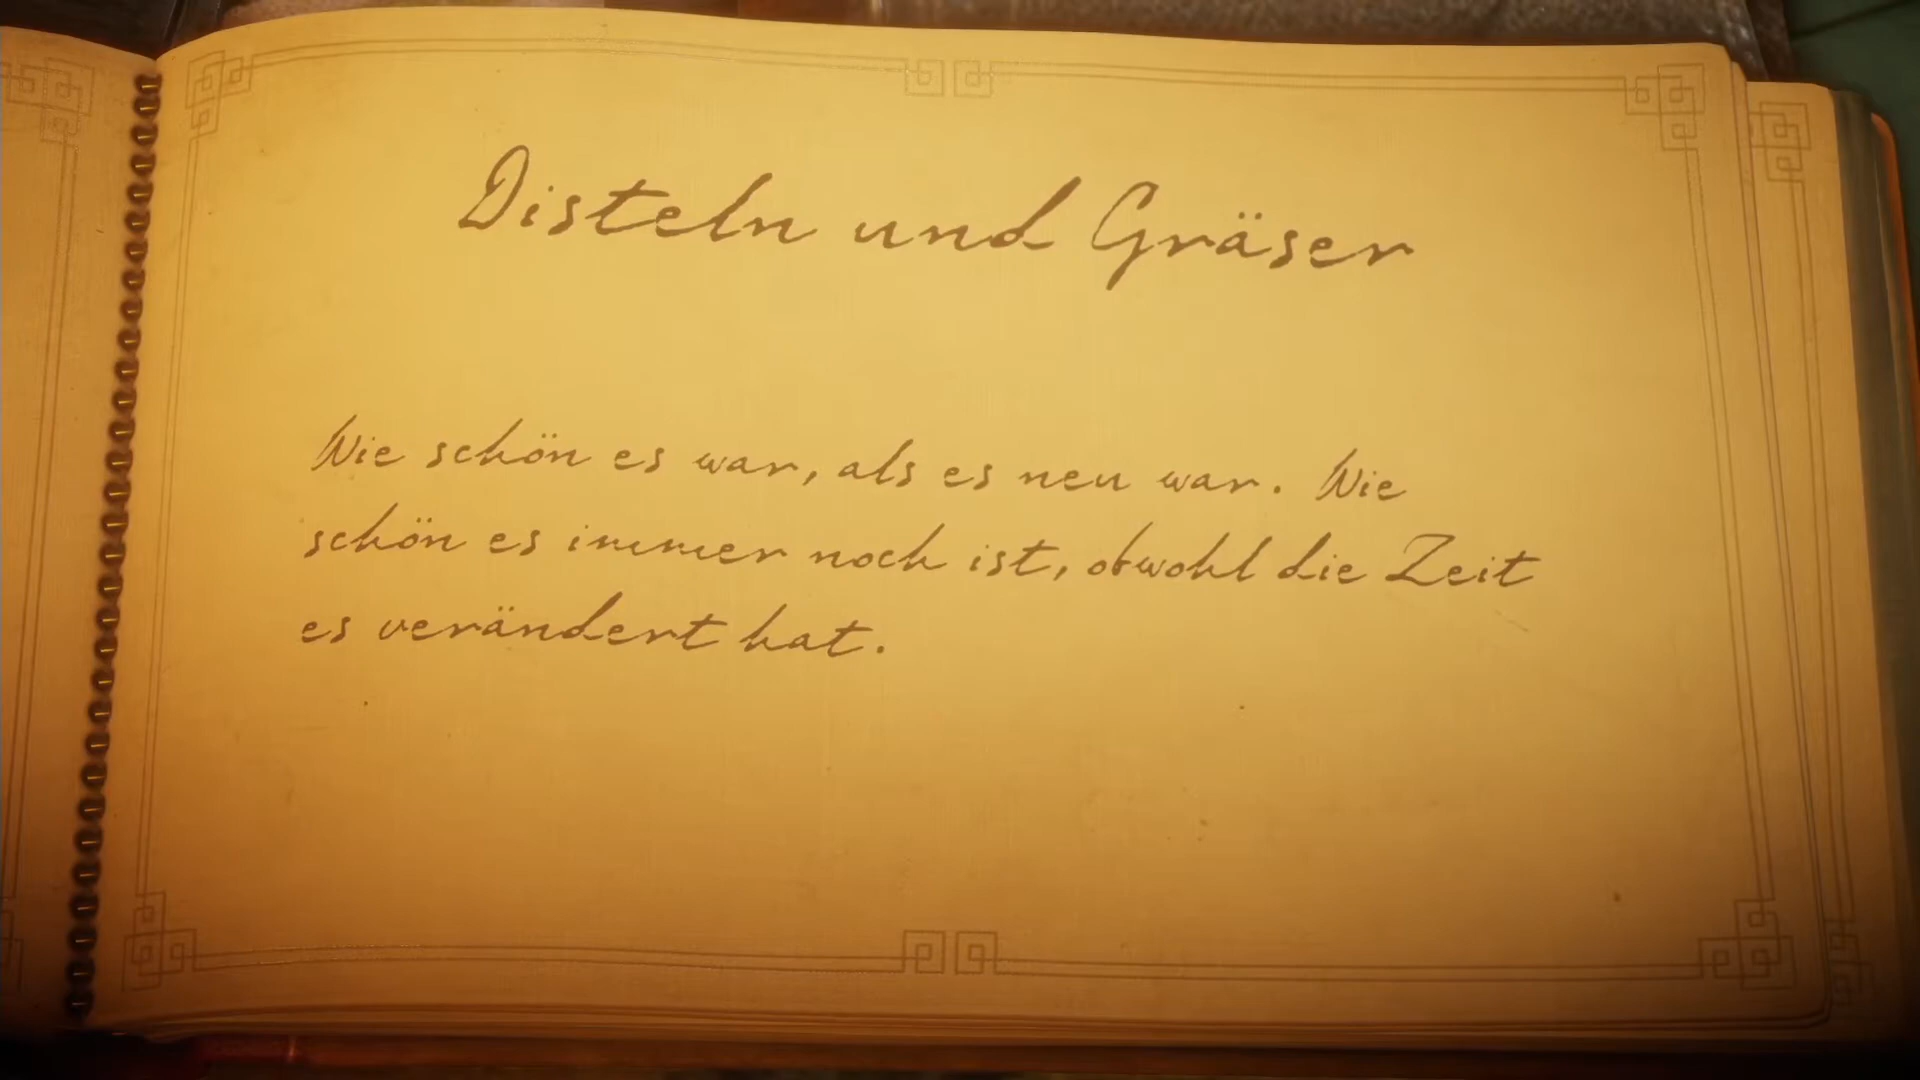 Disteln und Gräser
Wie schön es war, als es neu war. Wie
schön es immer noch ist, obwohl die Zeit
es verändert hat.